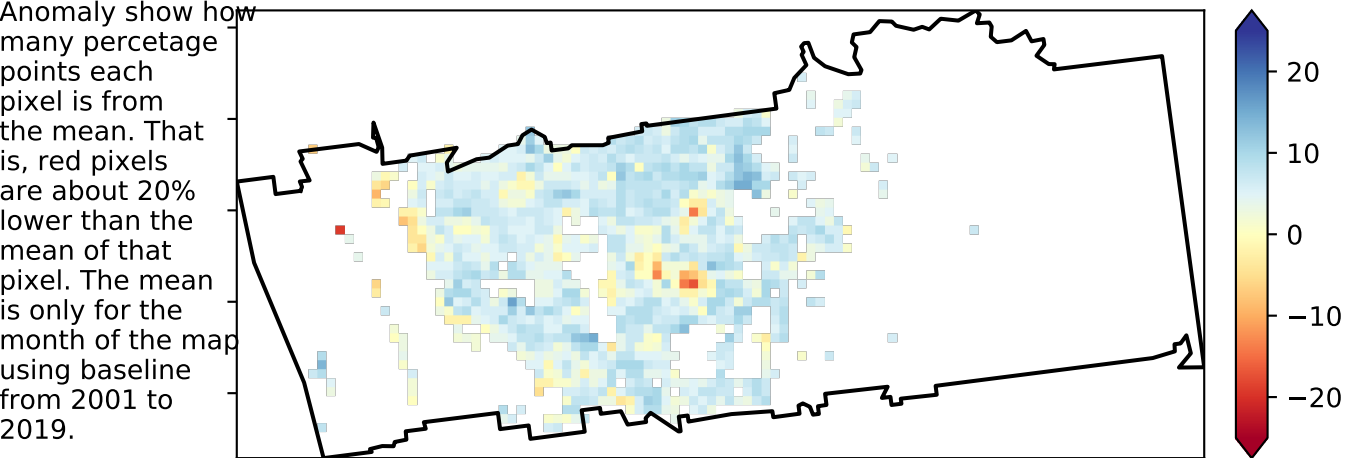 Anomaly show how
many percetage
points each
pixel is from
the mean. That
is, red pixels
are about 20%
lower than the
mean of that
pixel. The mean
is only for the
month of the map
using baseline
from 2001 to
2019.
20
10
0
−10
−20